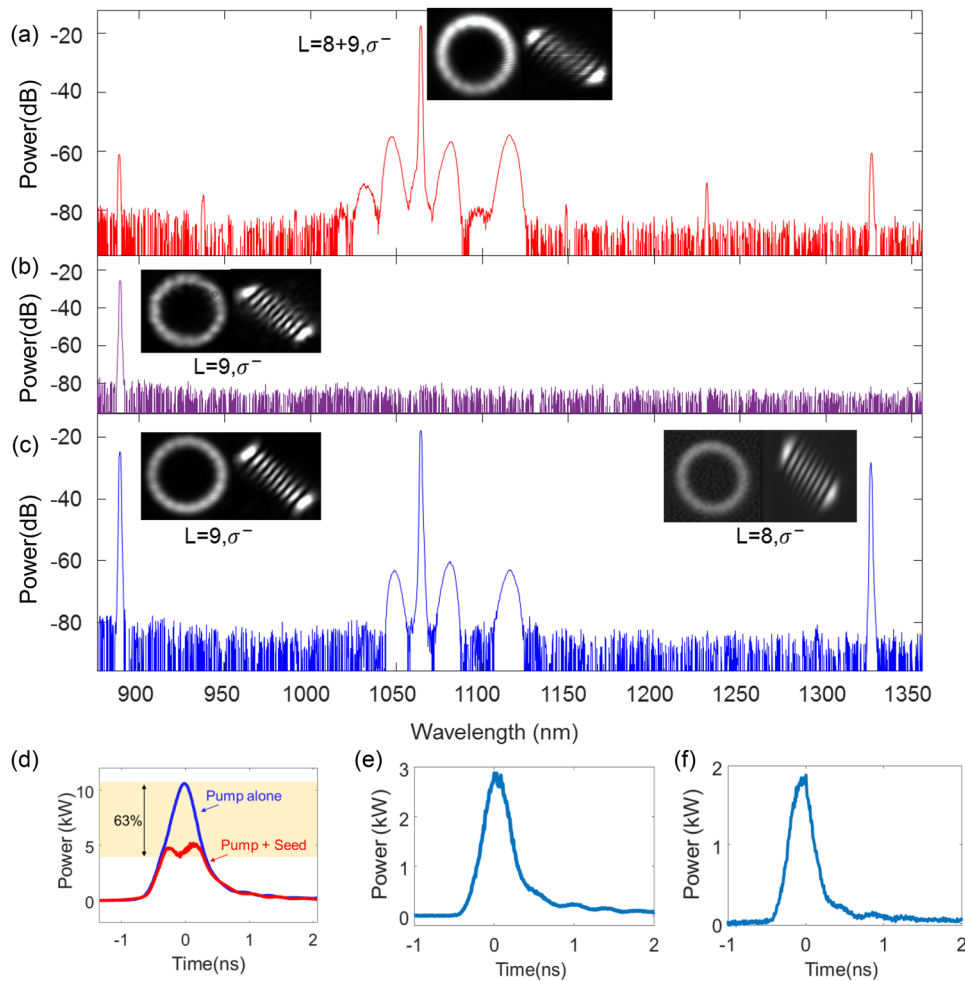 (a)
-20
-40
-60
-80
Power(dB)
L=8+9,σ⁻
(b)
-20
-40
-60
-80
Power(dB)
L=9,σ⁻
(c)
-20
-40
-60
-80
Power(dB)
L=9,σ⁻
L=8,σ⁻
900 950 1000 1050 1100 1150 1200 1250 1300 1350
Wavelength (nm)
(d)
10
5
0
Power (kW)
63%
Pump alone
Pump + Seed
-1 0 1 2
Time(ns)
(e)
3
2
1
0
Power (kW)
-1 0 1 2
Time(ns)
(f)
2
1
0
Power (kW)
-1 0 1 2
Time(ns)